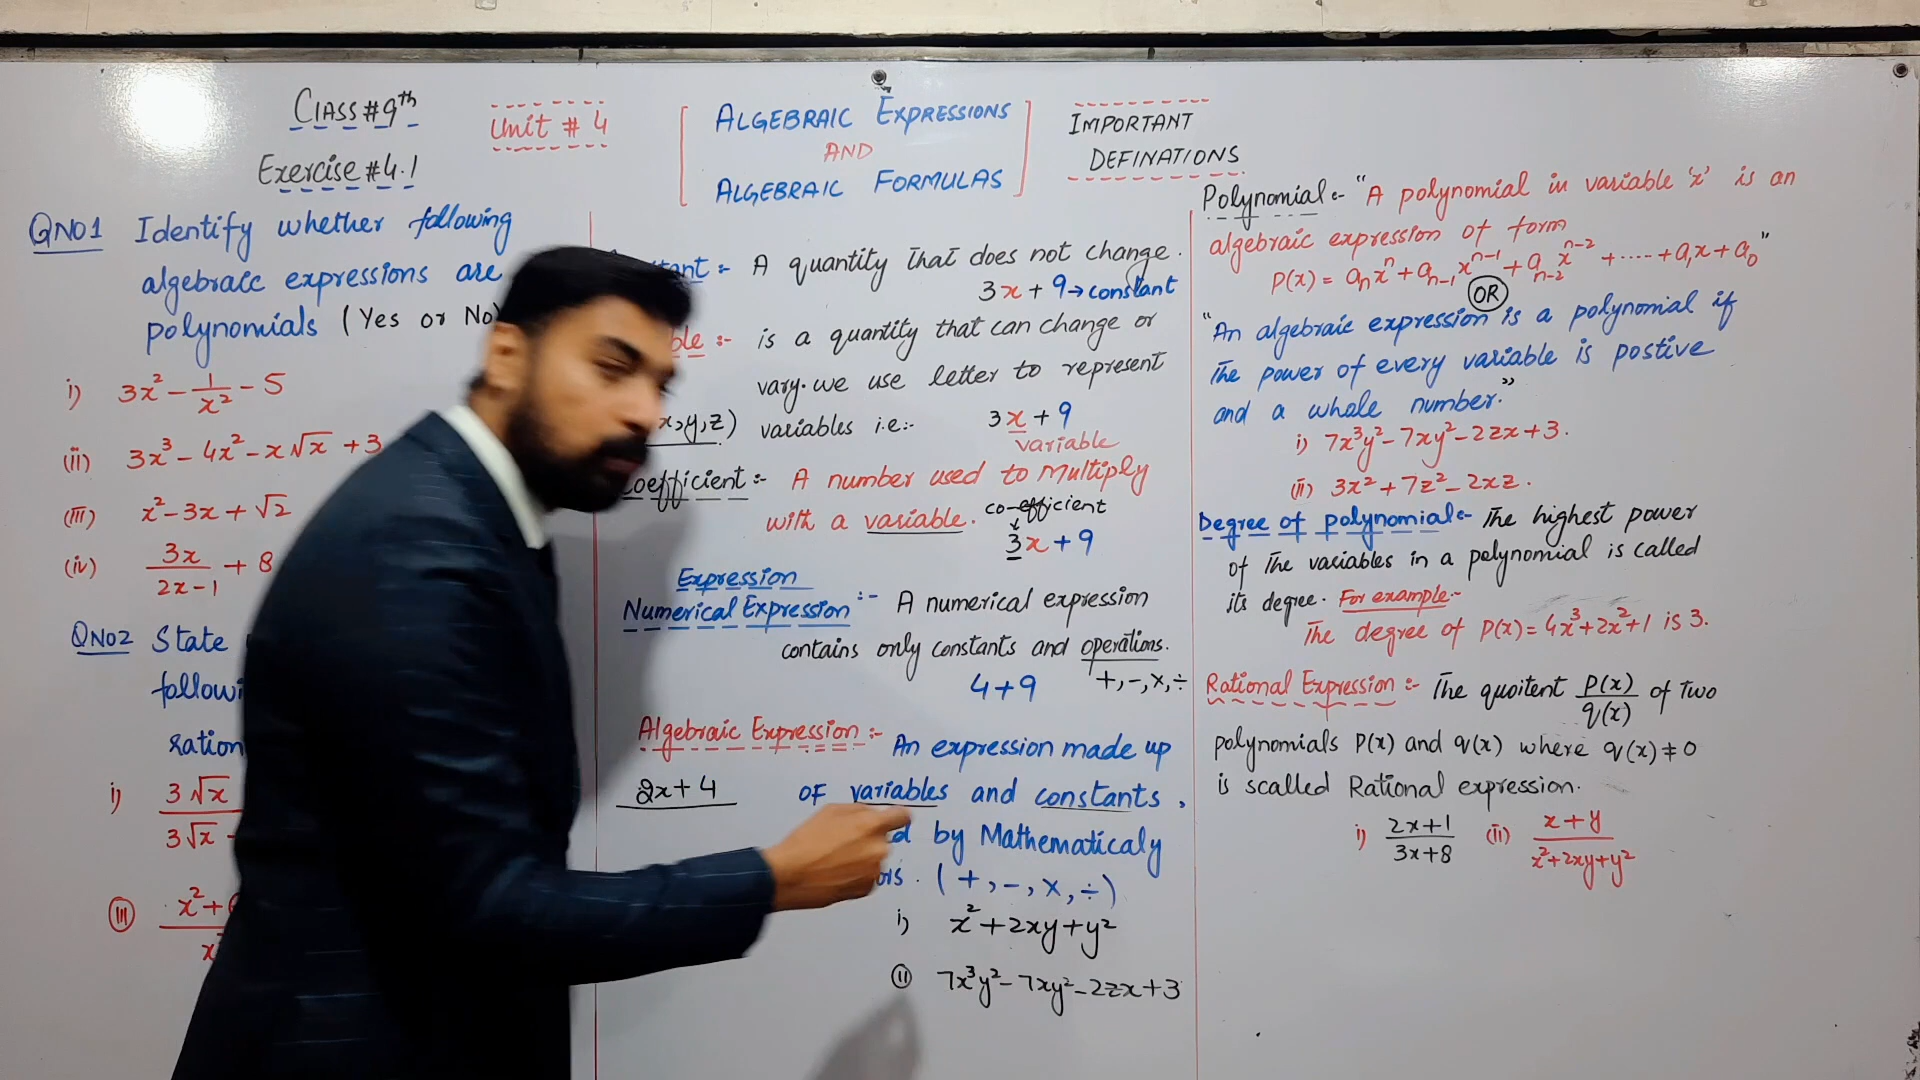 CLASS #9th
Exercise #4.1
Unit # 4
ALGEBRAIC EXPRESSIONS
AND
ALGEBRAIC FORMULAS
IMPORTANT
DEFINATIONS
QNO1 Identify whether following
algebraic expressions are
polynomials (Yes or No)
i) 3x² - 1/x² - 5
(ii) 3x³ - 4x² - x√x + 3
(iii) x² - 3x + √2
(iv) 3x/2x-1 + 8
QNO2 State
i) 3√x
3√x
(iii) x²+
:- A quantity that does not change.
3x + 9 → constant
:- is a quantity that can change or
vary. we use letter to represent
x,y,z) variables i.e:- 3x + 9
variable
Coefficient :- A number used to Multiply
with a variable. co-efficient
3x + 9
Expression
Numerical Expression :- A numerical expression
contains only constants and operations.
4+9 +,-,×,÷
Algebraic Expression :- An expression made up
2x+4 of variables and constants,
by Mathematicaly
(+,-,×,÷)
i) x²+2xy+y²
(ii) 7x³y²-7xy²-2zx+3
Polynomial :- "A polynomial in variable 'x' is an
algebraic expression of form
P(x) = aₙxⁿ + aₙ₋₁xⁿ⁻¹ + aₙ₋₂xⁿ⁻² + ..... + a₁x + a₀"
OR
"An algebraic expression is a polynomial if
the power of every variable is postive
and a whole number."
i) 7x³y²-7xy²-2zx+3.
(ii) 3x²+7z²-2xz.
Degree of polynomial :- The highest power
of the variables in a polynomial is called
its degree. For example:-
The degree of P(x) = 4x³+2x²+1 is 3.
Rational Expression :- The quoitent P(x)/q(x) of two
polynomials P(x) and q(x) where q(x) ≠ 0
is scalled Rational expression.
i) 2x+1/3x+8 (ii) x+y/x²+2xy+y²